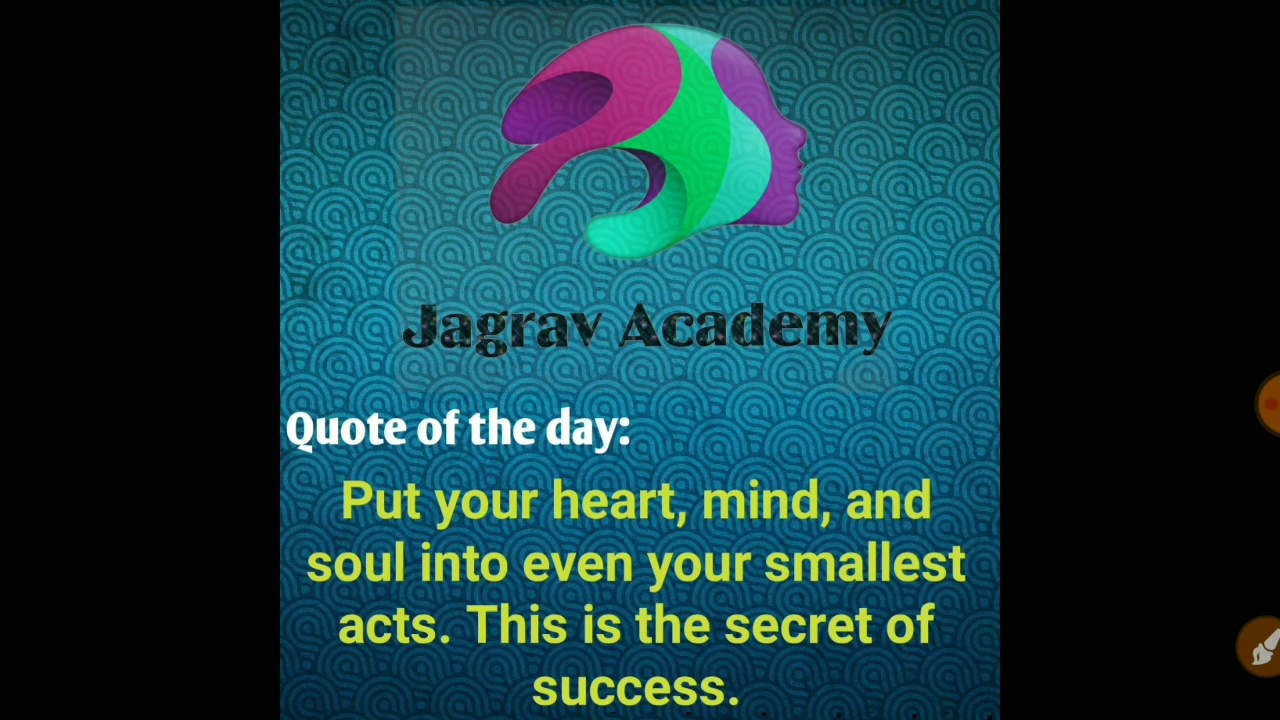 Jagrav Academy
Quote of the day:
Put your heart, mind, and
soul into even your smallest
acts. This is the secret of
success.